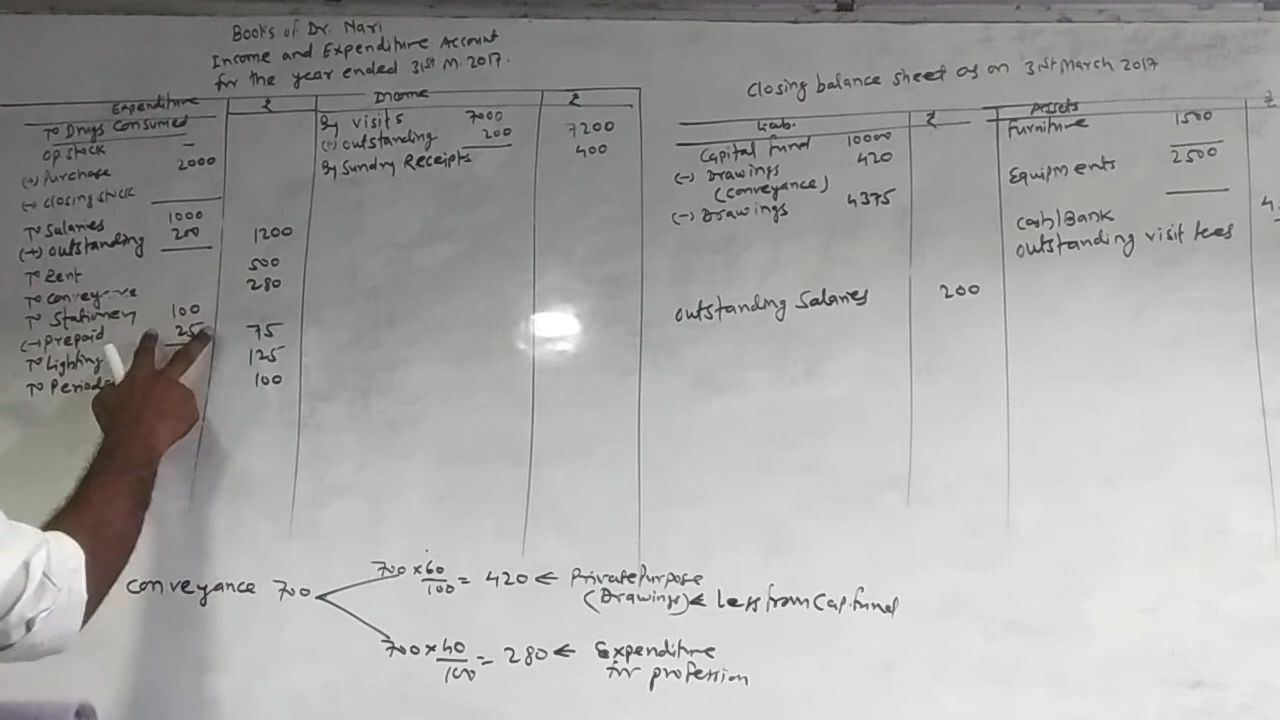 Books of Dr. Nari
Income and Expenditure Account
for the year ended 31st M. 2017.
Expenditure ₹ Income ₹
To Drugs consumed
op stock -
(+) Purchase 2000
(-) closing stock
To Salaries 1000
(+) outstanding 200 1200
To Rent 500
To conveyance 280
To Stationery 100
(-) Prepaid 25 75
To Lighting 125
To 100
By visits 7000
(+) outstanding 200 7200
By Sundry Receipts 400
Closing balance sheet as on 31st March 2017
Liab. ₹ Assets ₹
Capital fund 10000
(-) Drawings 420
(conveyance)
(-) Drawings 4375
outstanding Salaries 200
Furniture 1500
Equipments 2500
Cash/Bank
outstanding visit fees
conveyance 700
700 × 60/100 = 420 ← Private Purpose
(Drawings) ← Less from Cap. fund
700 × 40/100 = 280 ← Expenditure
for profession